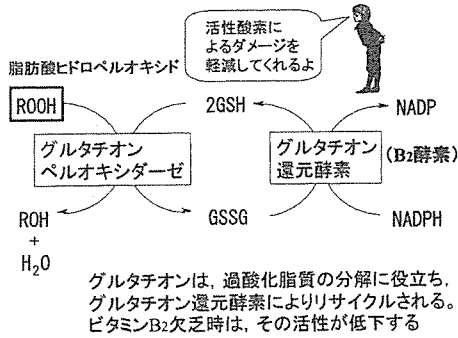 活性酸素に
よるダメージを
軽減してくれるよ
脂肪酸ヒドロペルオキシド
ROOH
2GSH
NADP
グルタチオン
ペルオキシダーゼ
グルタチオン
還元酵素
(B₂酵素)
ROH
+
H₂O
GSSG
NADPH
グルタチオンは，過酸化脂質の分解に役立ち，
グルタチオン還元酵素によりリサイクルされる。
ビタミンB₂欠乏時は，その活性が低下する